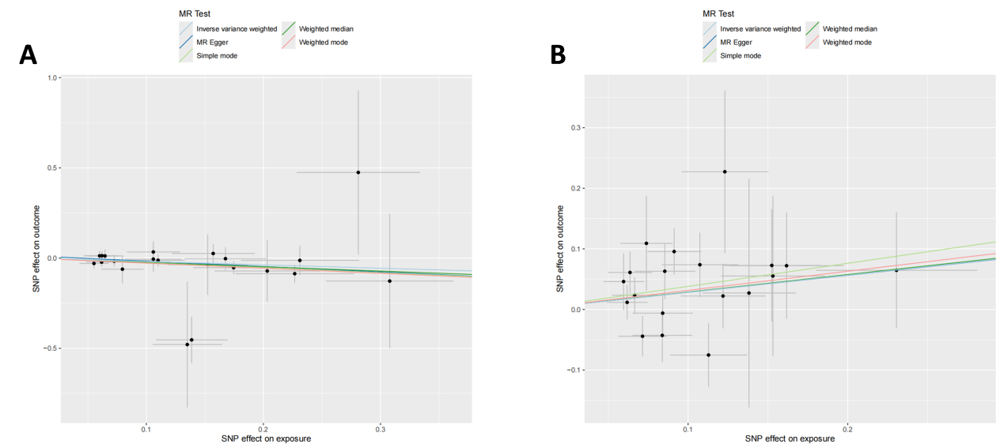 A
MR Test
Inverse variance weighted
Weighted median
MR Egger
Weighted mode
Simple mode
1.0
0.5
0.0
−0.5
SNP effect on outcome
0.1
0.2
0.3
SNP effect on exposure
B
MR Test
Inverse variance weighted
Weighted median
MR Egger
Weighted mode
Simple mode
0.3
0.2
0.1
0.0
−0.1
SNP effect on outcome
0.1
0.2
SNP effect on exposure